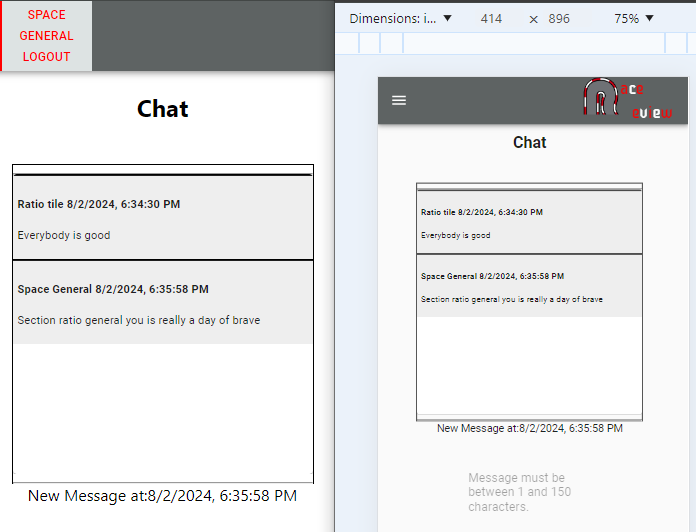 SPACE
GENERAL
LOGOUT
Chat
Ratio tile 8/2/2024, 6:34:30 PM
Everybody is good
Space General 8/2/2024, 6:35:58 PM
Section ratio general you is really a day of brave
New Message at:8/2/2024, 6:35:58 PM
Dimensions: i... ▼ 414 × 896 75% ▼
Chat
Ratio tile 8/2/2024, 6:34:30 PM
Everybody is good
Space General 8/2/2024, 6:35:58 PM
Section ratio general you is really a day of brave
New Message at:8/2/2024, 6:35:58 PM
Message must be
between 1 and 150
characters.